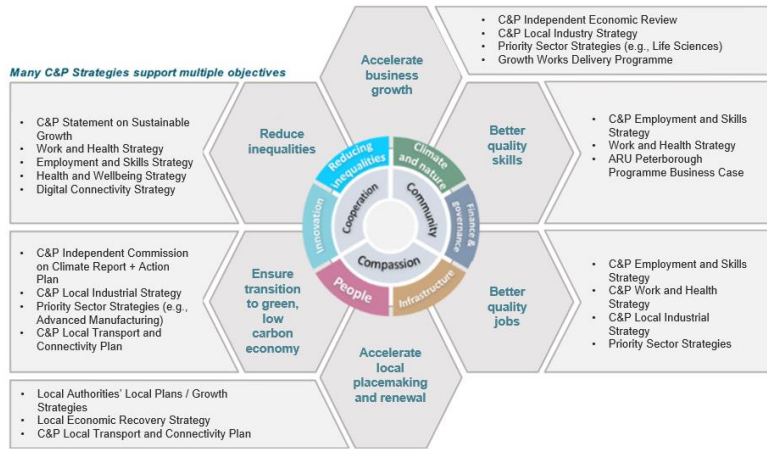 Many C&P Strategies support multiple objectives
Accelerate
business
growth
• C&P Independent Economic Review
• C&P Local Industry Strategy
• Priority Sector Strategies (e.g., Life Sciences)
• Growth Works Delivery Programme
• C&P Statement on Sustainable
Growth
• Work and Health Strategy
• Employment and Skills Strategy
• Health and Wellbeing Strategy
• Digital Connectivity Strategy
Reduce
inequalities
Better
quality
skills
• C&P Employment and Skills
Strategy
• Work and Health Strategy
• ARU Peterborough
Programme Business Case
Reducing
inequalities
Climate
and nature
Innovation
Cooperation
Community
Finance &
governance
Compassion
People
Infrastructure
• C&P Independent Commission
on Climate Report + Action
Plan
• C&P Local Industrial Strategy
• Priority Sector Strategies (e.g.,
Advanced Manufacturing)
• C&P Local Transport and
Connectivity Plan
Ensure
transition
to green,
low
carbon
economy
Better
quality
jobs
• C&P Employment and Skills
Strategy
• C&P Work and Health
Strategy
• C&P Local Industrial
Strategy
• Priority Sector Strategies
Accelerate
local
placemaking
and renewal
• Local Authorities' Local Plans / Growth
Strategies
• Local Economic Recovery Strategy
• C&P Local Transport and Connectivity Plan